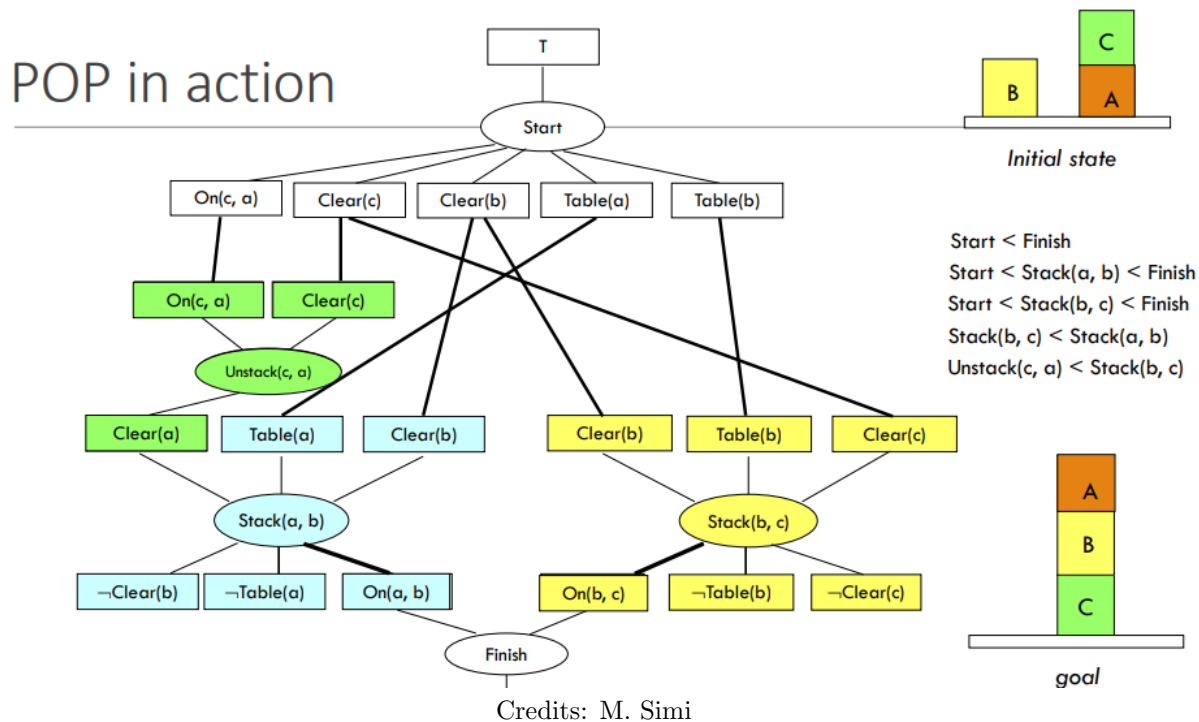 POP in action
T
Start
C
B
A
Initial state
On(c, a)
Clear(c)
Clear(b)
Table(a)
Table(b)
Start < Finish
Start < Stack(a, b) < Finish
Start < Stack(b, c) < Finish
Stack(b, c) < Stack(a, b)
Unstack(c, a) < Stack(b, c)
On(c, a)
Clear(c)
Unstack(c, a)
Clear(a)
Table(a)
Clear(b)
Clear(b)
Table(b)
Clear(c)
Stack(a, b)
Stack(b, c)
¬Clear(b)
¬Table(a)
On(a, b)
On(b, c)
¬Table(b)
¬Clear(c)
Finish
A
B
C
goal
Credits: M. Simi